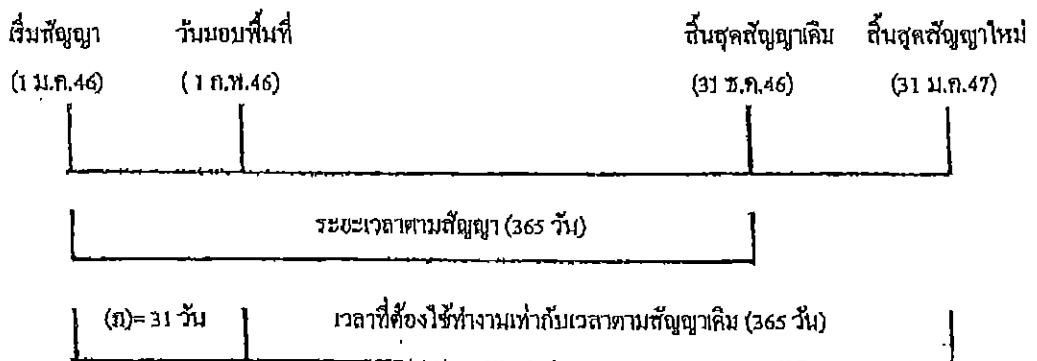 เริ่มสัญญา วันมอบพื้นที่ สิ้นสุดสัญญาเดิม สิ้นสุดสัญญาใหม่
(1 ม.ค.46) ( 1 ก.พ.46) (31 ธ.ค.46) (31 ม.ค.47)
ระยะเวลาตามสัญญา (365 วัน)
(ก)= 31 วัน เวลาที่ต้องใช้ทำงานเท่ากับเวลาตามสัญญาเดิม (365 วัน)